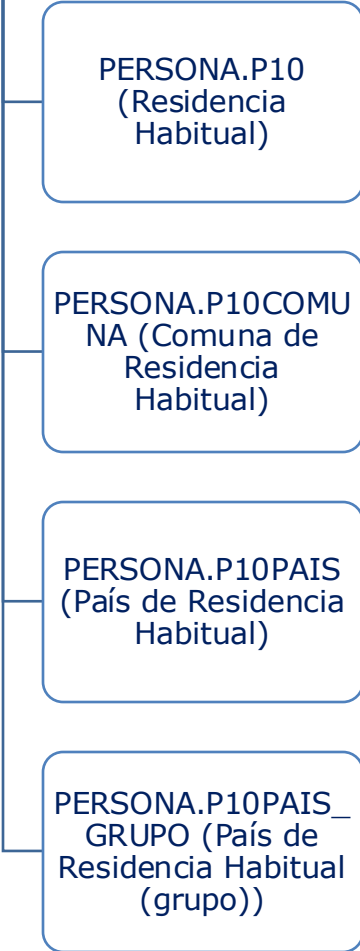 PERSONA.P10
(Residencia
Habitual)
PERSONA.P10COMU
NA (Comuna de
Residencia
Habitual)
PERSONA.P10PAIS
(País de Residencia
Habitual)
PERSONA.P10PAIS_
GRUPO (País de
Residencia Habitual
(grupo))